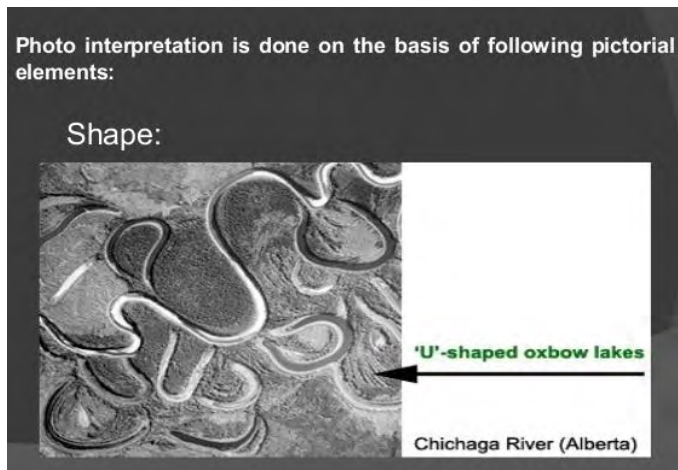 Photo interpretation is done on the basis of following pictorial
elements:
Shape:
'U'-shaped oxbow lakes
Chichaga River (Alberta)